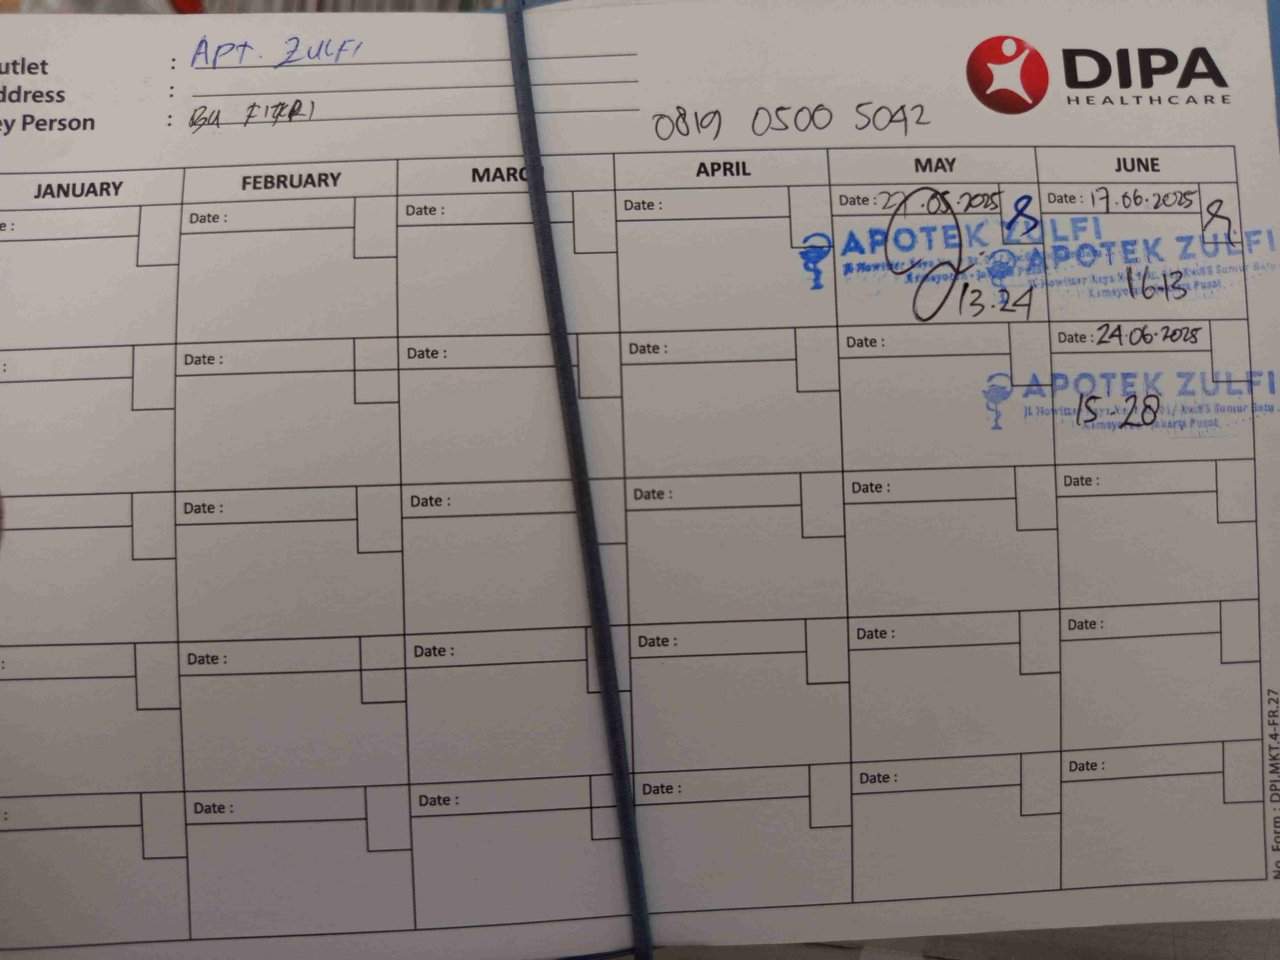 utlet : APT. ZULFI
ddress :
ey Person : BU FITRI
0819 0500 5042
DIPA
HEALTHCARE
JANUARY FEBRUARY MARC APRIL MAY JUNE
e : Date : Date : Date : Date : 27.05.2025 8 Date : 17.06.2025 8
APOTEK ZULFI APOTEK ZULFI
13.24 16.13
: Date : Date : Date : Date : Date : 24.06.2025
APOTEK ZULFI
15-28
Date : Date : Date : Date : Date :
: Date : Date : Date : Date : Date :
: Date : Date : Date : Date : Date :
No. Form : DPI.MKT.4-FR.27